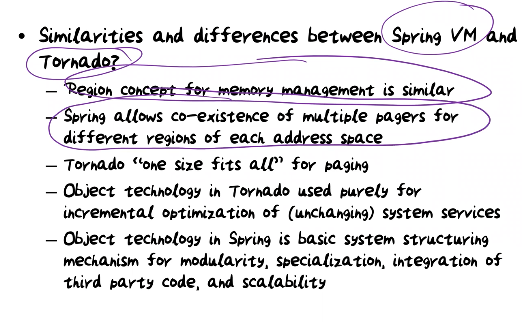 • Similarities and differences between Spring VM and
Tornado?
– Region concept for memory management is similar
– Spring allows co-existence of multiple pagers for
different regions of each address space
– Tornado "one size fits all" for paging
– Object technology in Tornado used purely for
incremental optimization of (unchanging) system services
– Object technology in Spring is basic system structuring
mechanism for modularity, specialization, integration of
third party code, and scalability